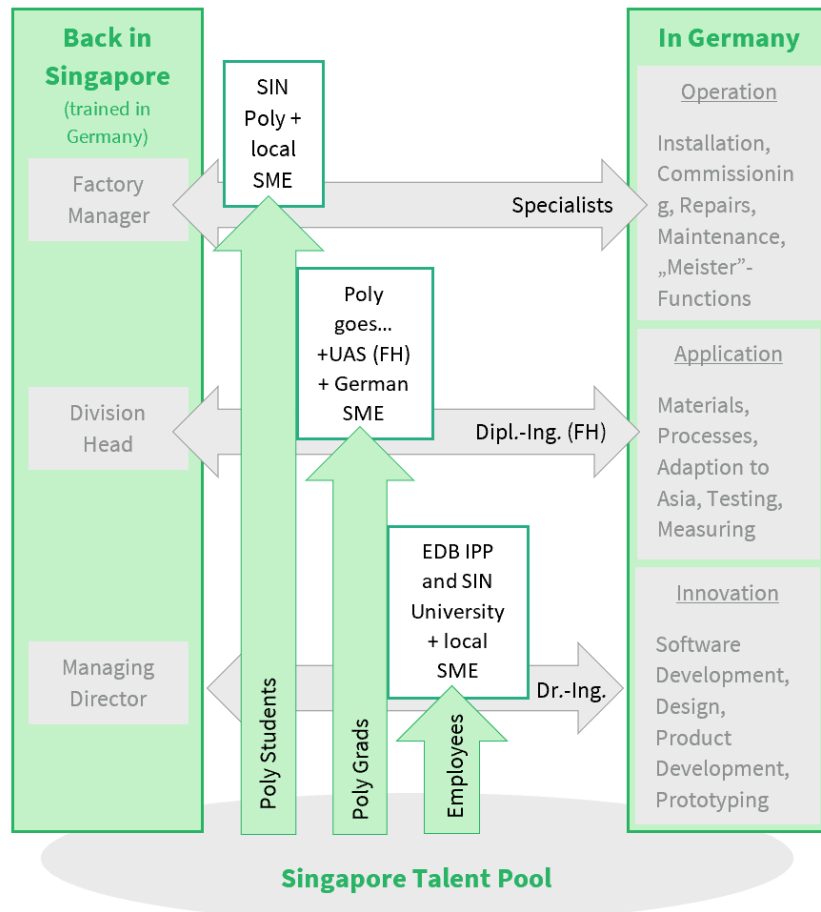 Back in
Singapore
(trained in
Germany)
Factory
Manager
Division
Head
Managing
Director
SIN
Poly +
local
SME
Specialists
Poly
goes…
+UAS (FH)
+ German
SME
Dipl.-Ing. (FH)
EDB IPP
and SIN
University
+ local
SME
Dr.-Ing.
Poly Students
Poly Grads
Employees
In Germany
Operation
Installation,
Commissionin
g, Repairs,
Maintenance,
„Meister”-
Functions
Application
Materials,
Processes,
Adaption to
Asia, Testing,
Measuring
Innovation
Software
Development,
Design,
Product
Development,
Prototyping
Singapore Talent Pool